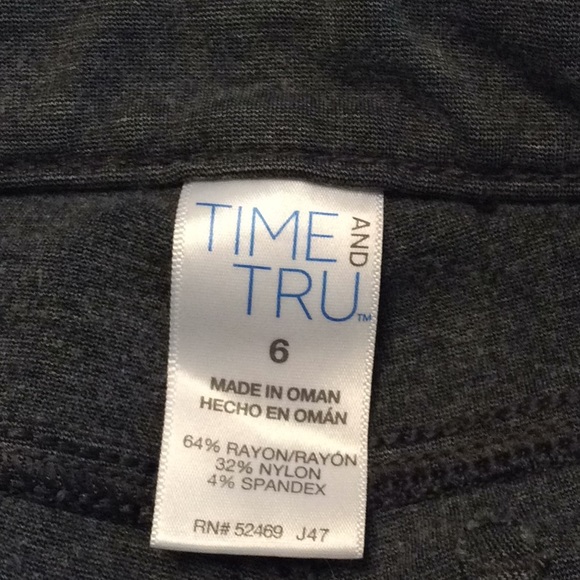 TIME AND
TRU™
6
MADE IN OMAN
HECHO EN OMÁN
64% RAYON/RAYÓN
32% NYLON
4% SPANDEX
RN# 52469 J47